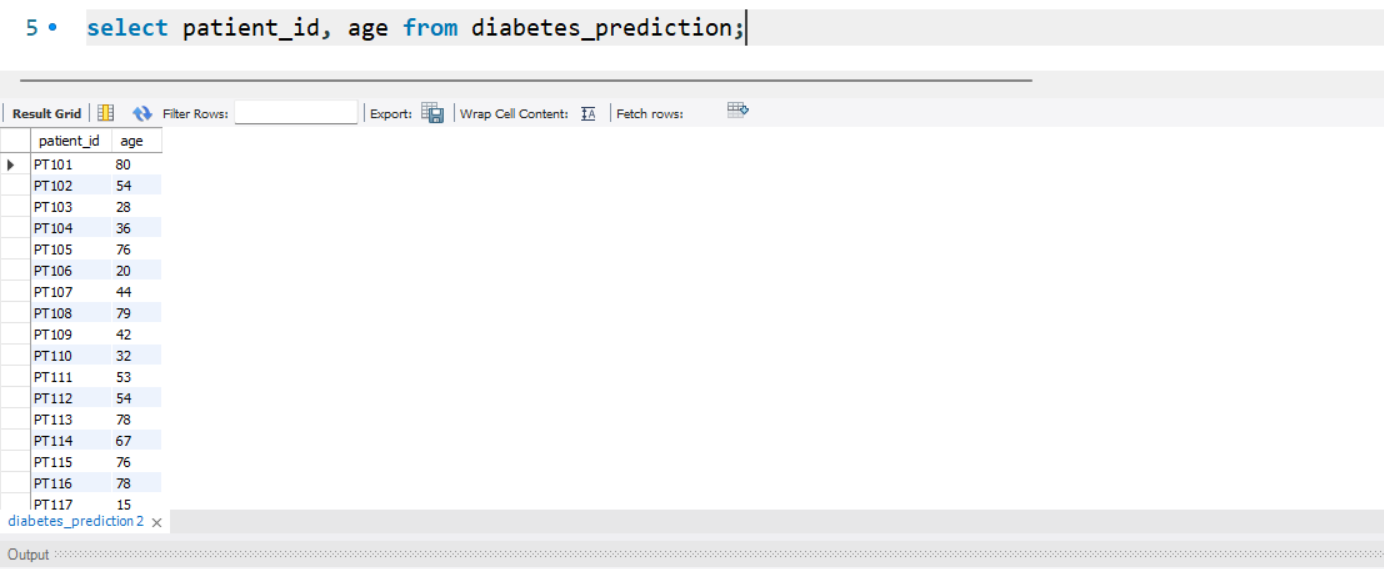 5 select patient_id, age from diabetes_prediction;
Result Grid Filter Rows: Export: Wrap Cell Content: IA Fetch rows:
patient_id age
PT101 80
PT102 54
PT103 28
PT104 36
PT105 76
PT106 20
PT107 44
PT108 79
PT109 42
PT110 32
PT111 53
PT112 54
PT113 78
PT114 67
PT115 76
PT116 78
PT117 15
diabetes_prediction 2 ×
Output